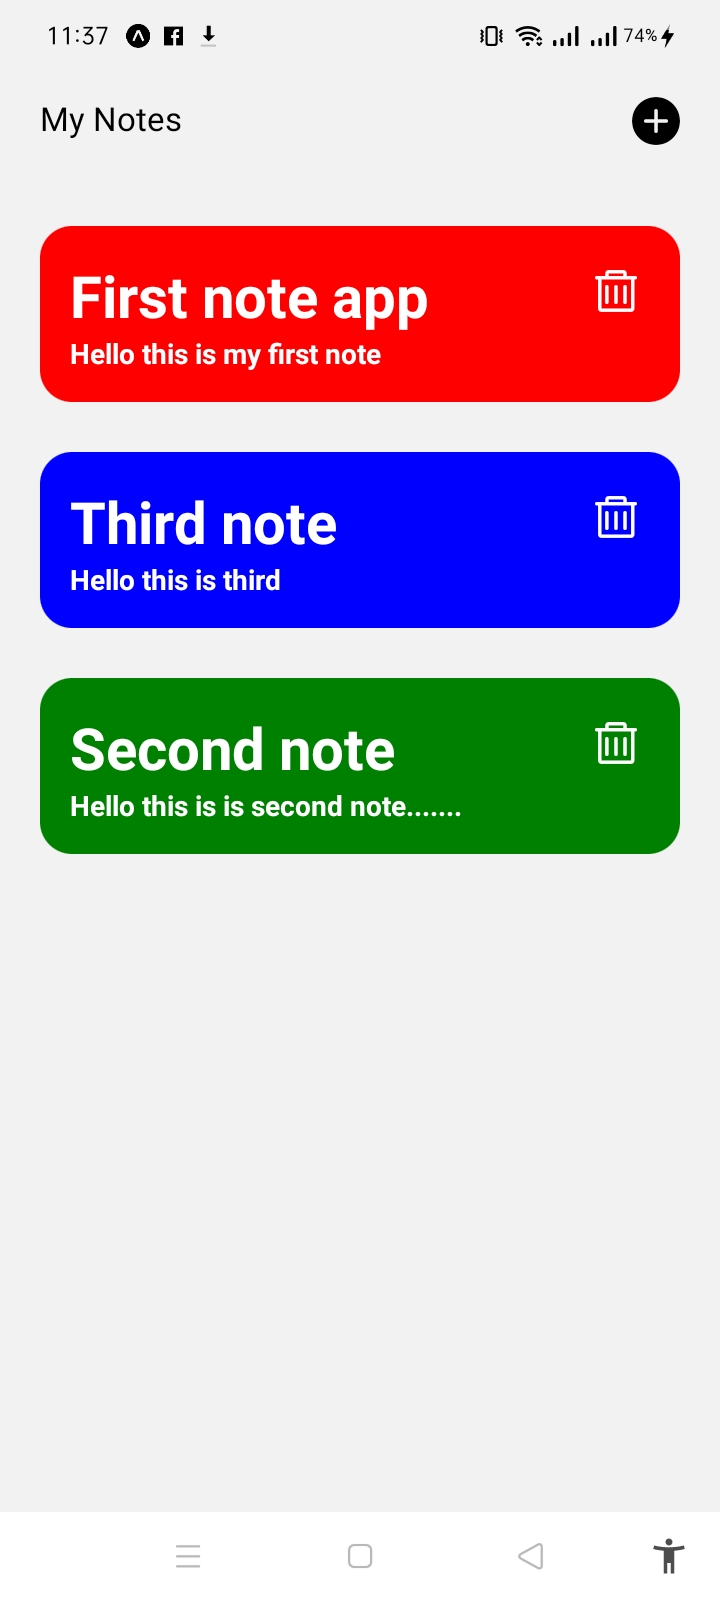 11:37
74%
My Notes
First note app
Hello this is my first note
Third note
Hello this is third
Second note
Hello this is is second note.......